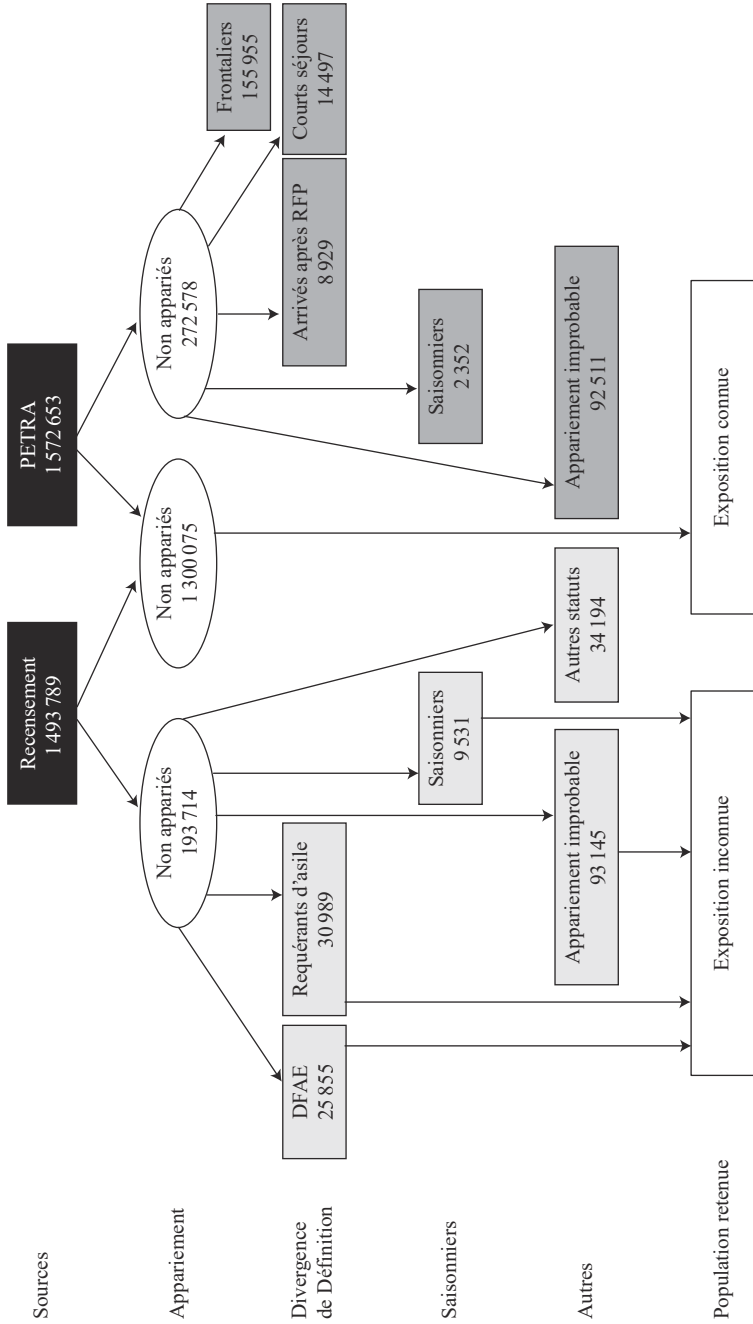 Sources
Recensement
1 493 789
PETRA
1 572 653
Appariement
Non appariés
193 714
Non appariés
1 300 075
Non appariés
272 578
Frontaliers
155 955
Divergence
de Définition
DFAE
25 855
Requérants d'asile
30 989
Arrivés après RFP
8 929
Courts séjours
14 497
Saisonniers
Saisonniers
9 531
Saisonniers
2 352
Autres
Appariement improbable
93 145
Autres statuts
34 194
Appariement improbable
92 511
Population retenue
Exposition inconnue
Exposition connue